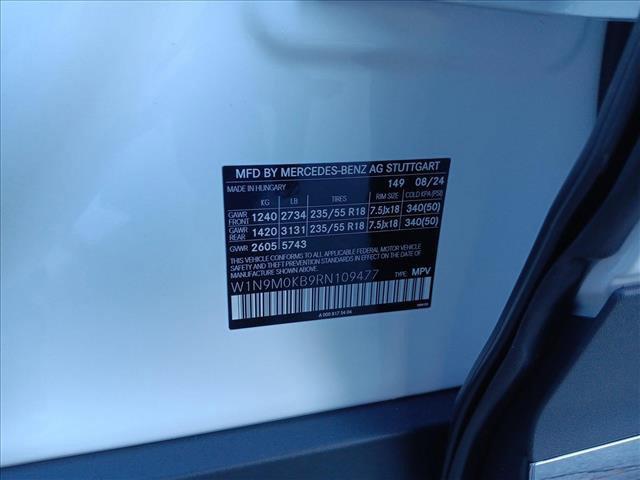 MFD BY MERCEDES-BENZ AG STUTTGART
149 08/24
MADE IN HUNGARY
KG LB TIRES RIM SIZE COLD KPA (PSI)
GAWR FRONT 1240 2734 235/55 R18 7.5Jx18 340(50)
GAWR REAR 1420 3131 235/55 R18 7.5Jx18 340(50)
GVWR 2605 5743
THIS VEHICLE CONFORMS TO ALL APPLICABLE FEDERAL MOTOR VEHICLE
SAFETY AND THEFT PREVENTION STANDARDS IN EFFECT ON THE DATE
OF MANUFACTURE SHOWN ABOVE.
W1N9M0KB9RN109477 TYPE: MPV
A 000 817 54 04